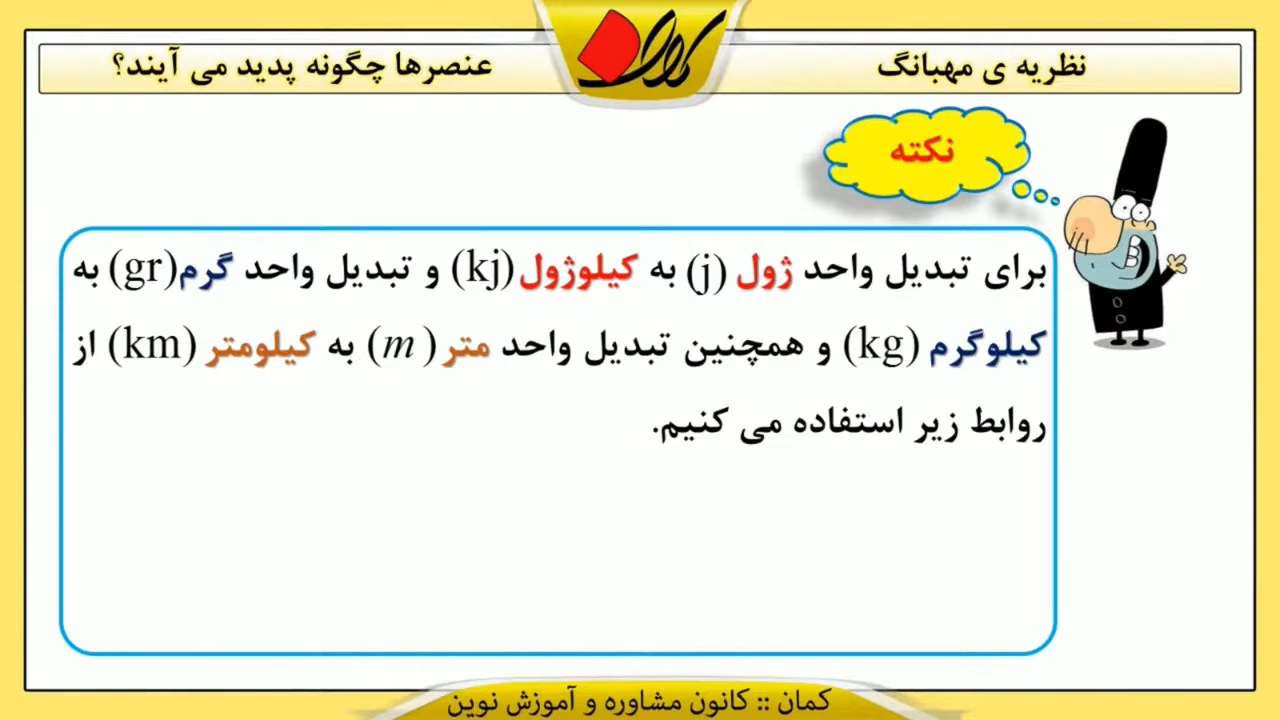 نظریه ی مهبانگ
عنصرها چگونه پدید می آیند؟
کمان
نکته
برای تبدیل واحد ژول (j) به کیلوژول (kj) و تبدیل واحد گرم (gr) به
کیلوگرم (kg) و همچنین تبدیل واحد متر (m) به کیلومتر (km) از
روابط زیر استفاده می کنیم.
کمان :: کانون مشاوره و آموزش نوین